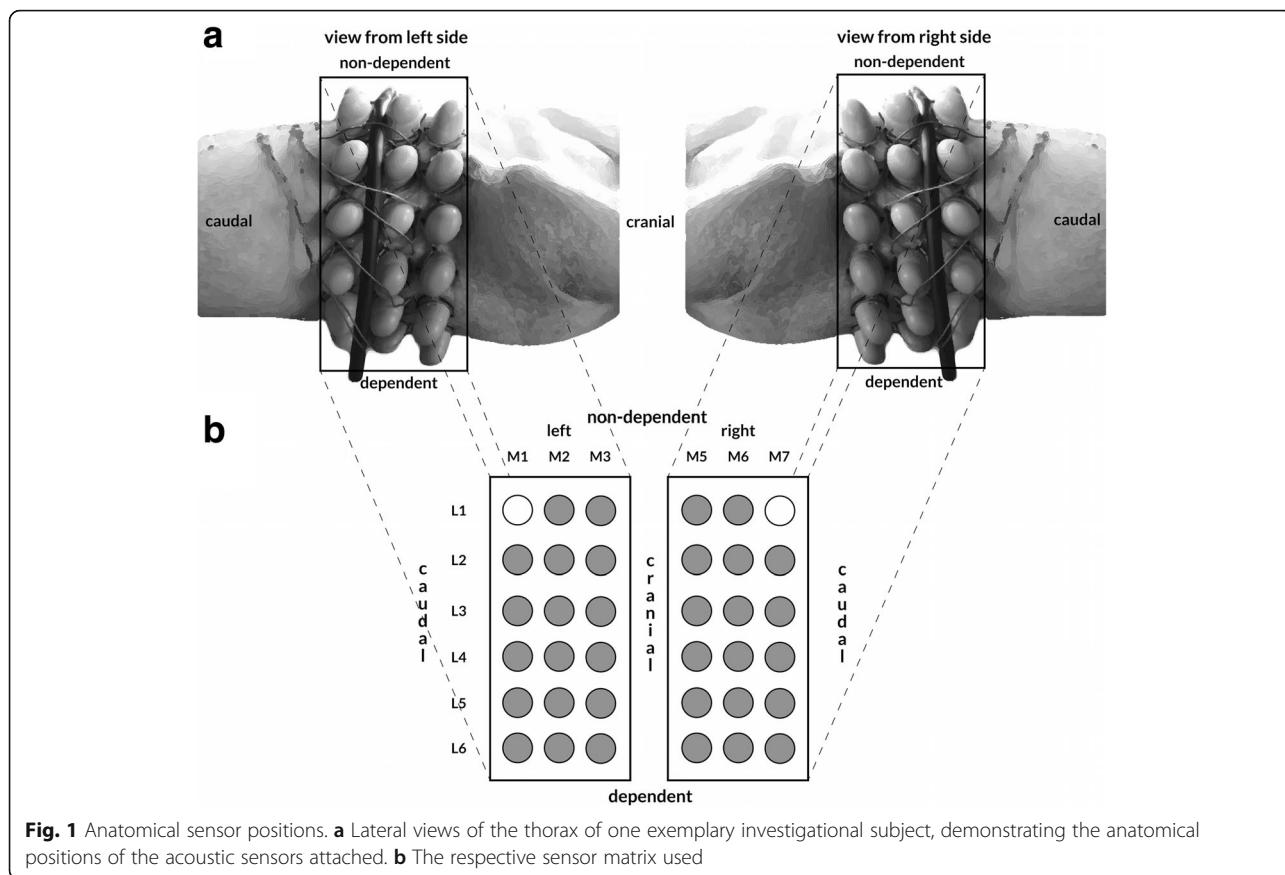 a
view from left side
non-dependent
view from right side
non-dependent
caudal
cranial
caudal
dependent
dependent
b
non-dependent
left
right
M1 M2 M3
M5 M6 M7
L1
L2
L3
L4
L5
L6
caudal
cranial
caudal
dependent
Fig. 1 Anatomical sensor positions. a Lateral views of the thorax of one exemplary investigational subject, demonstrating the anatomical
positions of the acoustic sensors attached. b The respective sensor matrix used